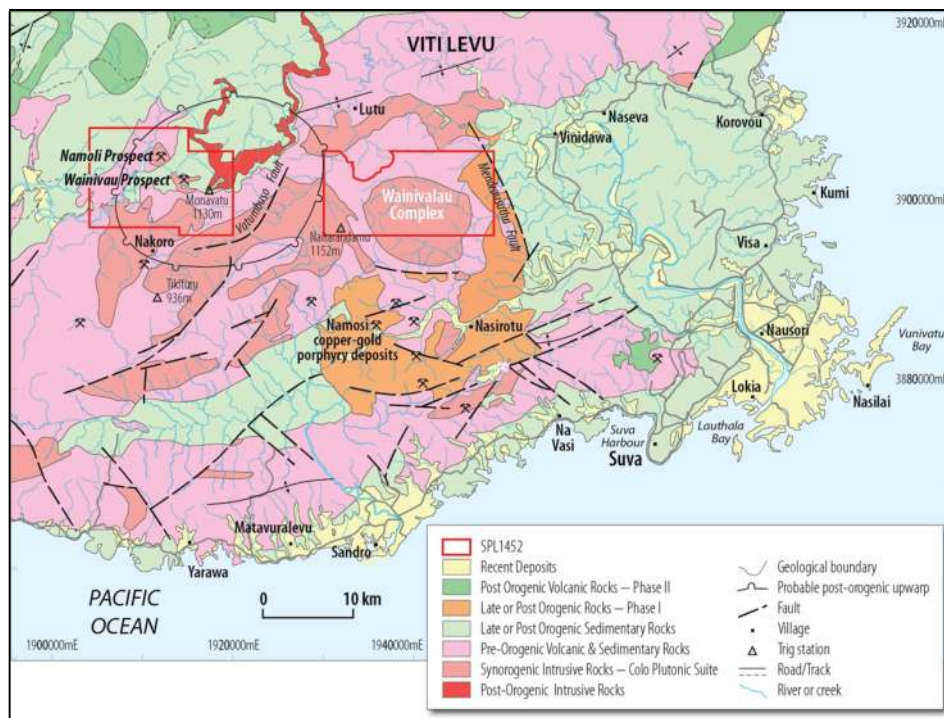 3920000mN
VITI LEVU
Lutu
Naseva
Vinidawa
Korovou
Namoli Prospect
Wainivau Prospect
Monavatu
1130m
Vatumbuso Fault
Wainivalau
Complex
3900000mN
Kumi
Visa
Nakoro
1152m
Tikituru
936m
Namosi
copper-gold
porphyry deposits
Nasirotu
Nausori
Vunivatu
Bay
3880000mN
Lokia
Nasilai
Na
Vasi
Suva
Harbour
Lauthala
Bay
Suva
Matavuralevu
Sandro
Yarawa
PACIFIC
OCEAN
0 10 km
1900000mE
1920000mE
1940000
SPL1452
Recent Deposits
Post Orogenic Volcanic Rocks — Phase II
Late or Post Orogenic Rocks — Phase I
Late or Post Orogenic Sedimentary Rocks
Pre-Orogenic Volcanic & Sedimentary Rocks
Synorogenic Intrusive Rocks — Colo Plutonic Suite
Post-Orogenic Intrusive Rocks
Geological boundary
Probable post-orogenic upwarp
Fault
Village
Trig station
Road/Track
River or creek